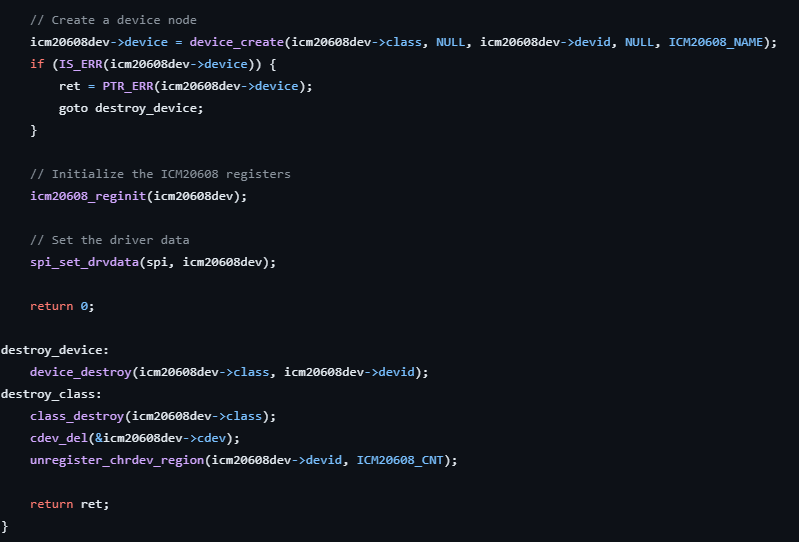 // Create a device node
icm20608dev->device = device_create(icm20608dev->class, NULL, icm20608dev->devid, NULL, ICM20608_NAME);
if (IS_ERR(icm20608dev->device)) {
ret = PTR_ERR(icm20608dev->device);
goto destroy_device;
}
// Initialize the ICM20608 registers
icm20608_reginit(icm20608dev);
// Set the driver data
spi_set_drvdata(spi, icm20608dev);
return 0;
destroy_device:
device_destroy(icm20608dev->class, icm20608dev->devid);
destroy_class:
class_destroy(icm20608dev->class);
cdev_del(&icm20608dev->cdev);
unregister_chrdev_region(icm20608dev->devid, ICM20608_CNT);
return ret;
}